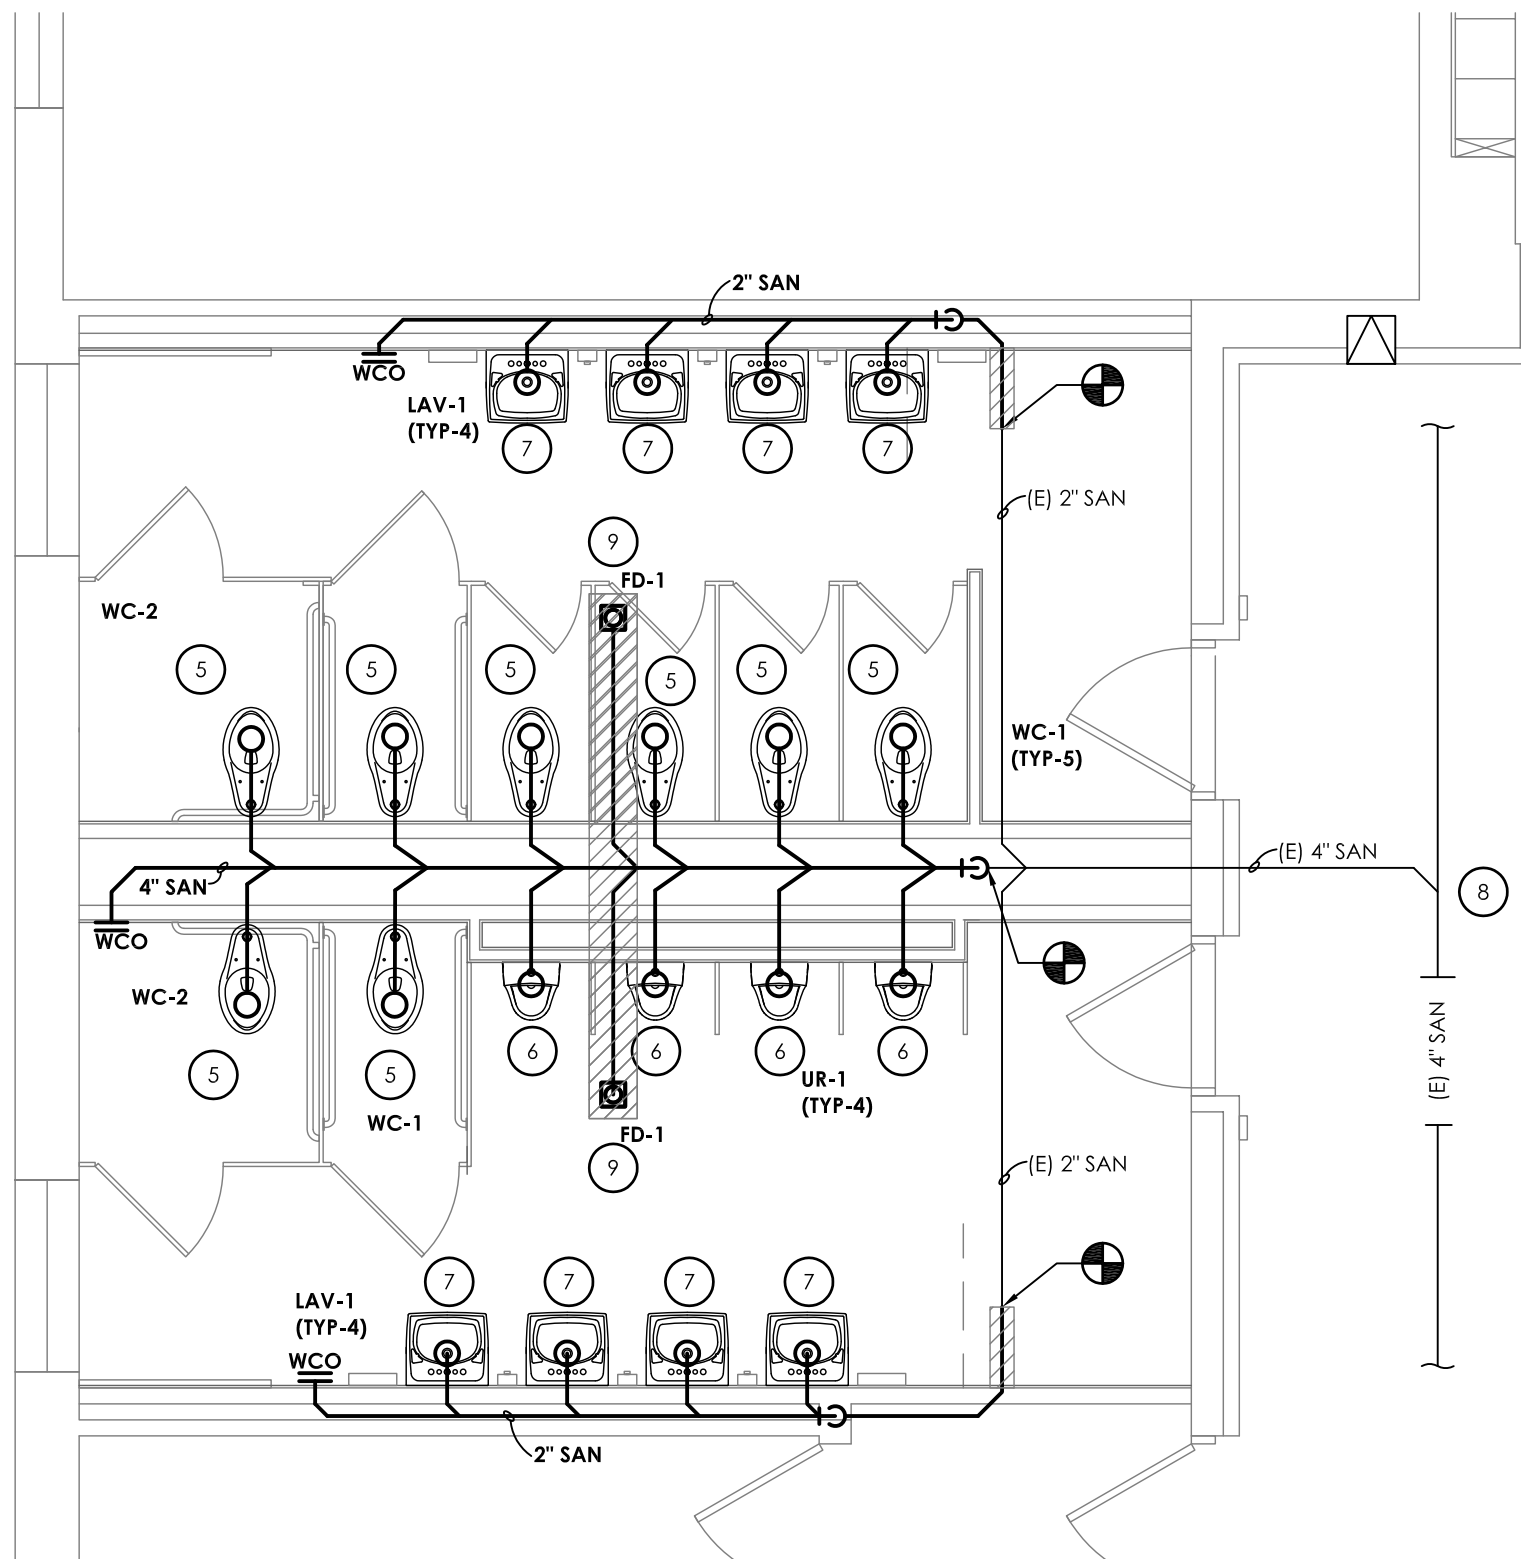 2" SAN
WCO
LAV-1
(TYP-4)
7
7
7
7
(E) 2" SAN
9
FD-1
WC-2
5
5
5
5
5
5
WC-1
(TYP-5)
(E) 4" SAN
4" SAN
8
WCO
WC-2
(E) 4" SAN
6
6
6
6
5
5
UR-1
(TYP-4)
WC-1
FD-1
9
(E) 2" SAN
7
7
7
7
LAV-1
(TYP-4)
WCO
2" SAN